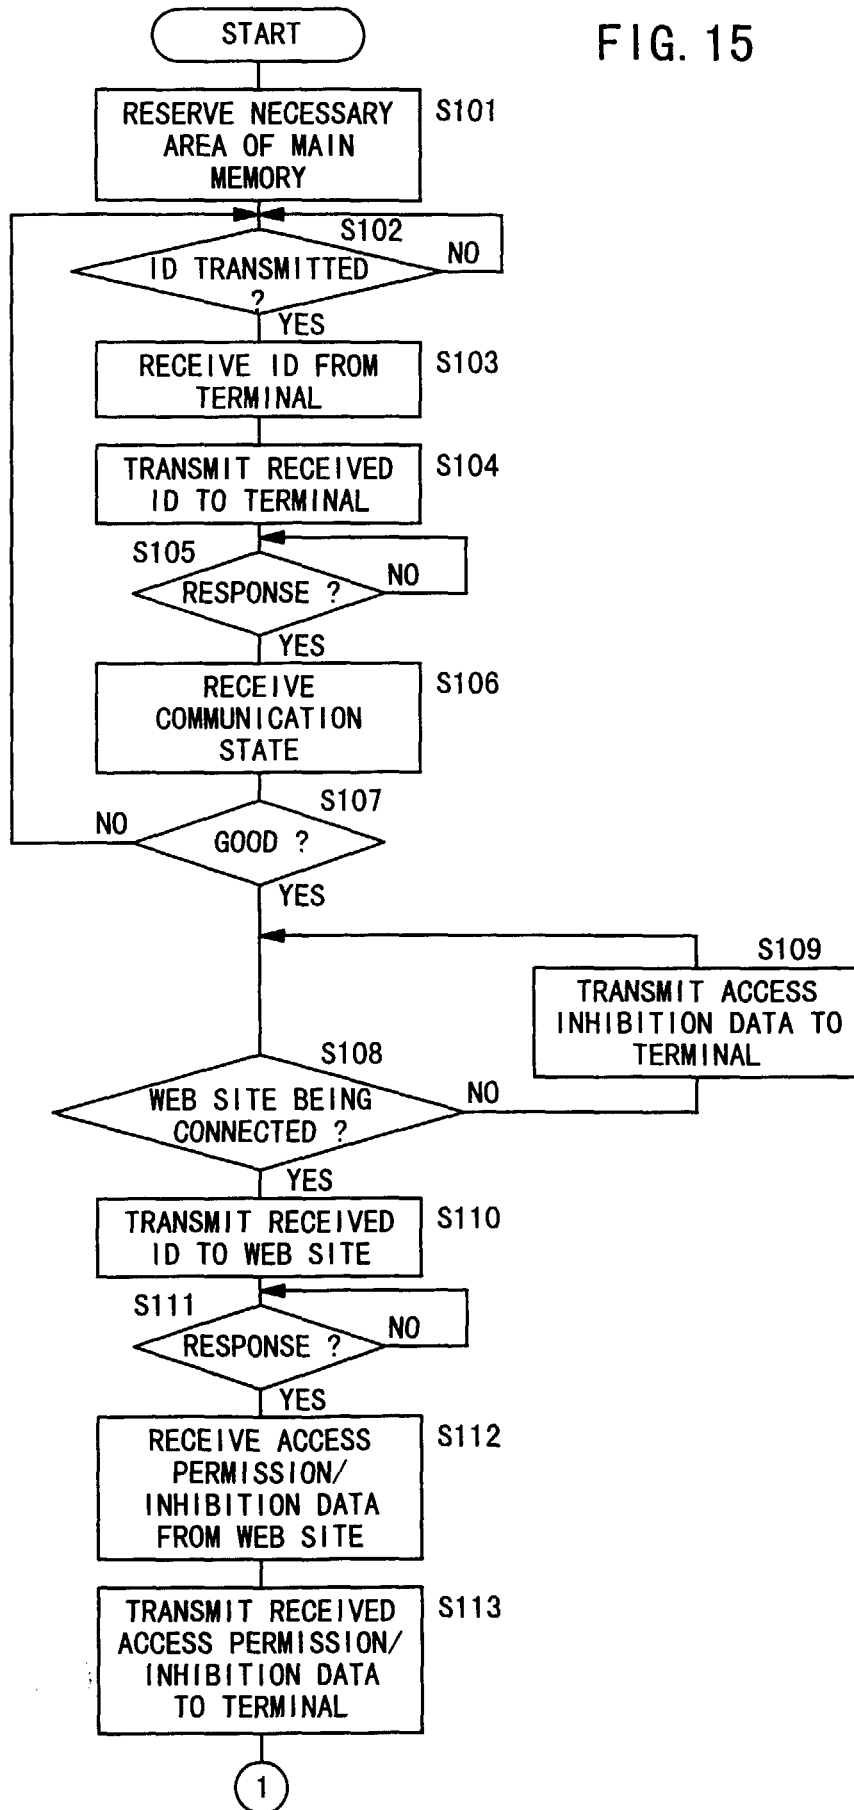 FIG. 15
START
RESERVE NECESSARY
AREA OF MAIN
MEMORY
S101
S102
ID TRANSMITTED
?
NO
YES
RECEIVE ID FROM
TERMINAL
S103
TRANSMIT RECEIVED
ID TO TERMINAL
S104
S105
RESPONSE ?
NO
YES
RECEIVE
COMMUNICATION
STATE
S106
S107
NO
GOOD ?
YES
S109
TRANSMIT ACCESS
INHIBITION DATA TO
TERMINAL
S108
WEB SITE BEING
CONNECTED ?
NO
YES
TRANSMIT RECEIVED
ID TO WEB SITE
S110
S111
RESPONSE ?
NO
YES
RECEIVE ACCESS
PERMISSION/
INHIBITION DATA
FROM WEB SITE
S112
TRANSMIT RECEIVED
ACCESS PERMISSION/
INHIBITION DATA
TO TERMINAL
S113
1